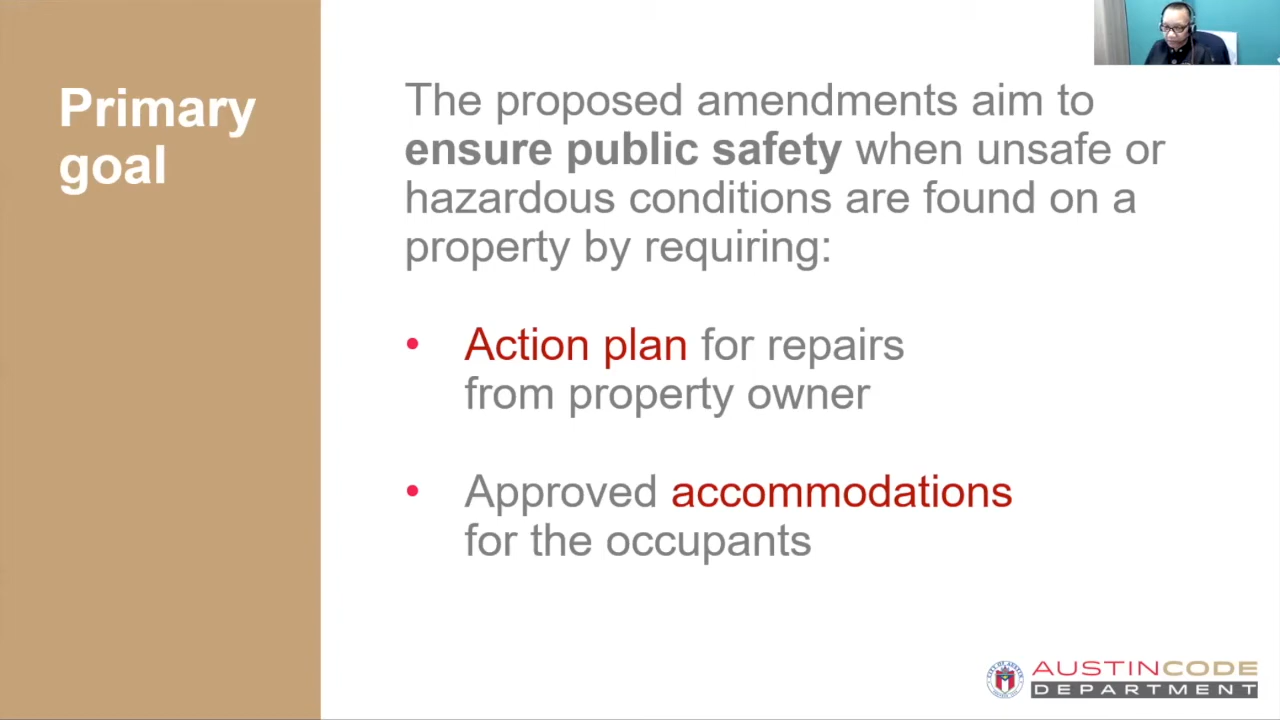 Primary
goal
The proposed amendments aim to
ensure public safety when unsafe or
hazardous conditions are found on a
property by requiring:
• Action plan for repairs
from property owner
• Approved accommodations
for the occupants
AUSTINCODE
DEPARTMENT